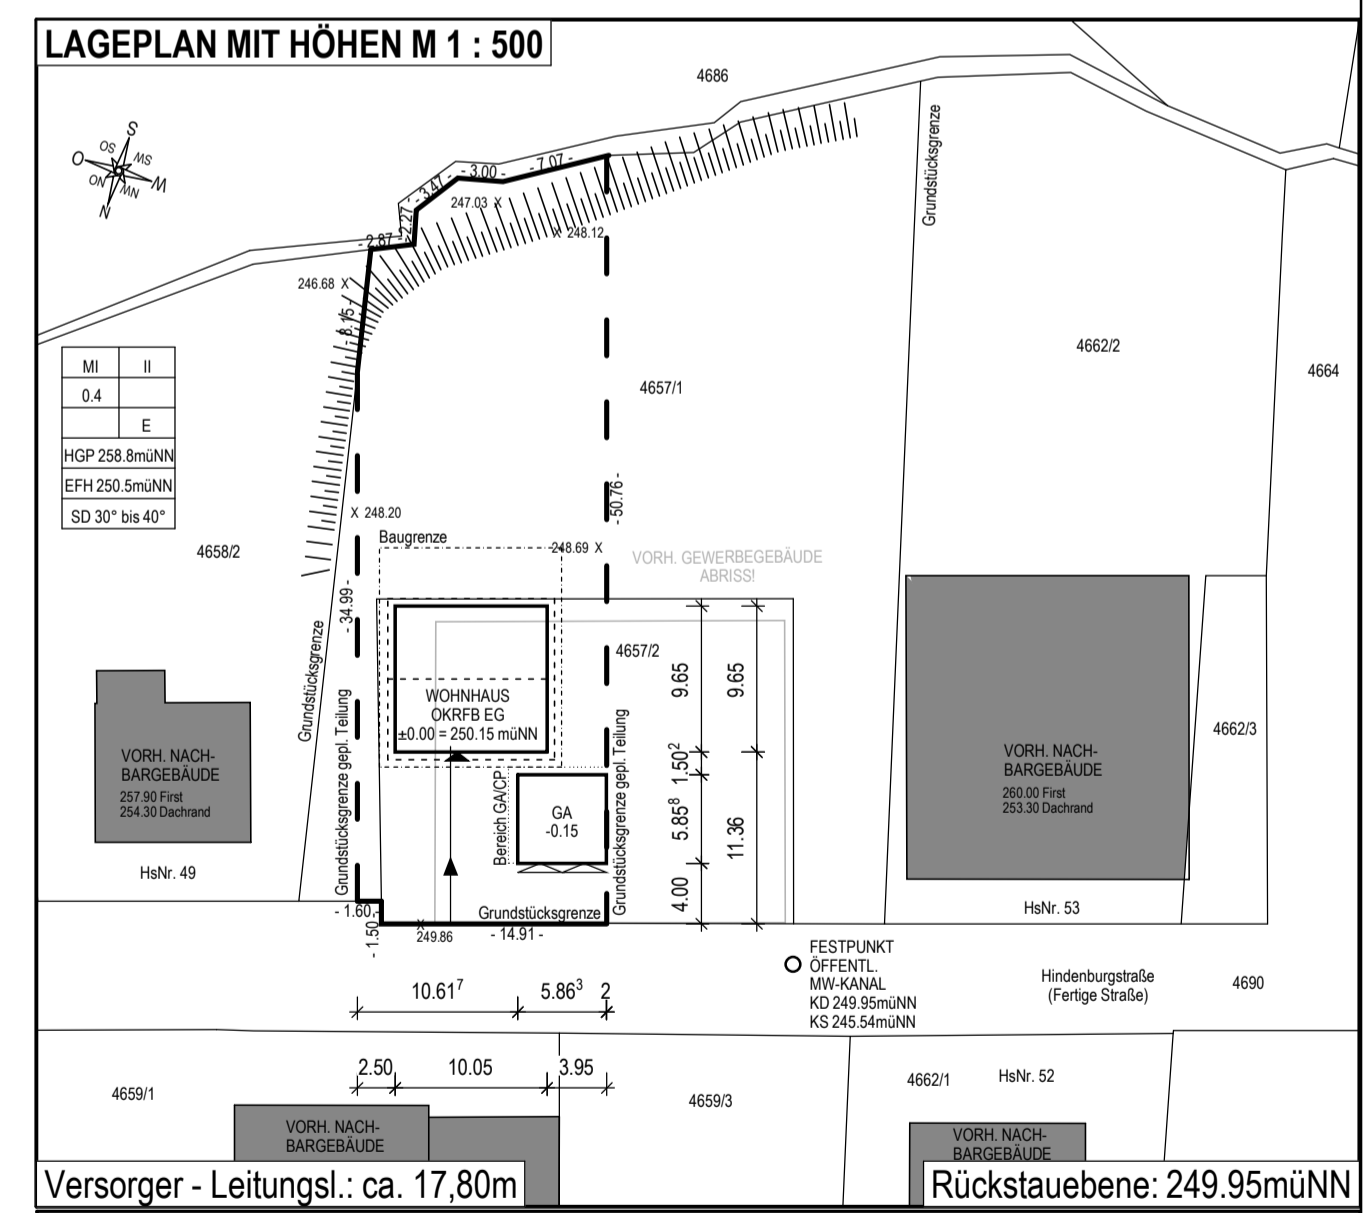 LAGEPLAN MIT HÖHEN M 1 : 500
4686
S
SW
W
NW
N
NO
O
SO
- 7.07 -
- 3.00 -
- 3.47 -
- 2.27 -
- 2.87 -
247.03 X
X 248.12
246.68 X
- 8.15 -
Grundstücksgrenze
4662/2
4664
4657/1
MI II
0.4
E
HGP 258.8müNN
EFH 250.5müNN
SD 30° bis 40°
- 50.76 -
X 248.20
4658/2
Baugrenze
248.69 X
VORH. GEWERBEGEBÄUDE
ABRISS!
- 34.99 -
Grundstücksgrenze
4657/2
WOHNHAUS
OKRFB EG
±0.00 = 250.15 müNN
9.65
9.65
Grundstücksgrenze gepl. Teilung
Grundstücksgrenze gepl. Teilung
4662/3
VORH. NACH-
BARGEBÄUDE
257.90 First
254.30 Dachrand
VORH. NACH-
BARGEBÄUDE
260.00 First
253.30 Dachrand
1.50²
Bereich GA/CP
GA
-0.15
5.85⁸
11.36
4.00
HsNr. 49
HsNr. 53
- 1.60 -
- 1.50 -
X
249.86
Grundstücksgrenze
- 14.91 -
FESTPUNKT
ÖFFENTL.
MW-KANAL
KD 249.95müNN
KS 245.54müNN
Hindenburgstraße
(Fertige Straße)
4690
10.61⁷ 5.86³ 2
2.50 10.05 3.95
4659/1
4659/3
4662/1
HsNr. 52
VORH. NACH-
BARGEBÄUDE
VORH. NACH-
BARGEBÄUDE
Versorger - Leitungsl.: ca. 17,80m
Rückstauebene: 249.95müNN